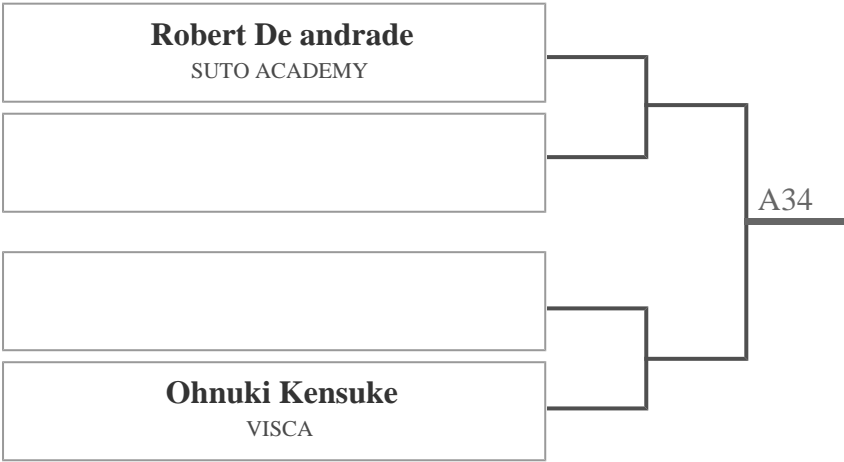 Robert De andrade
SUTO ACADEMY
A34
Ohnuki Kensuke
VISCA